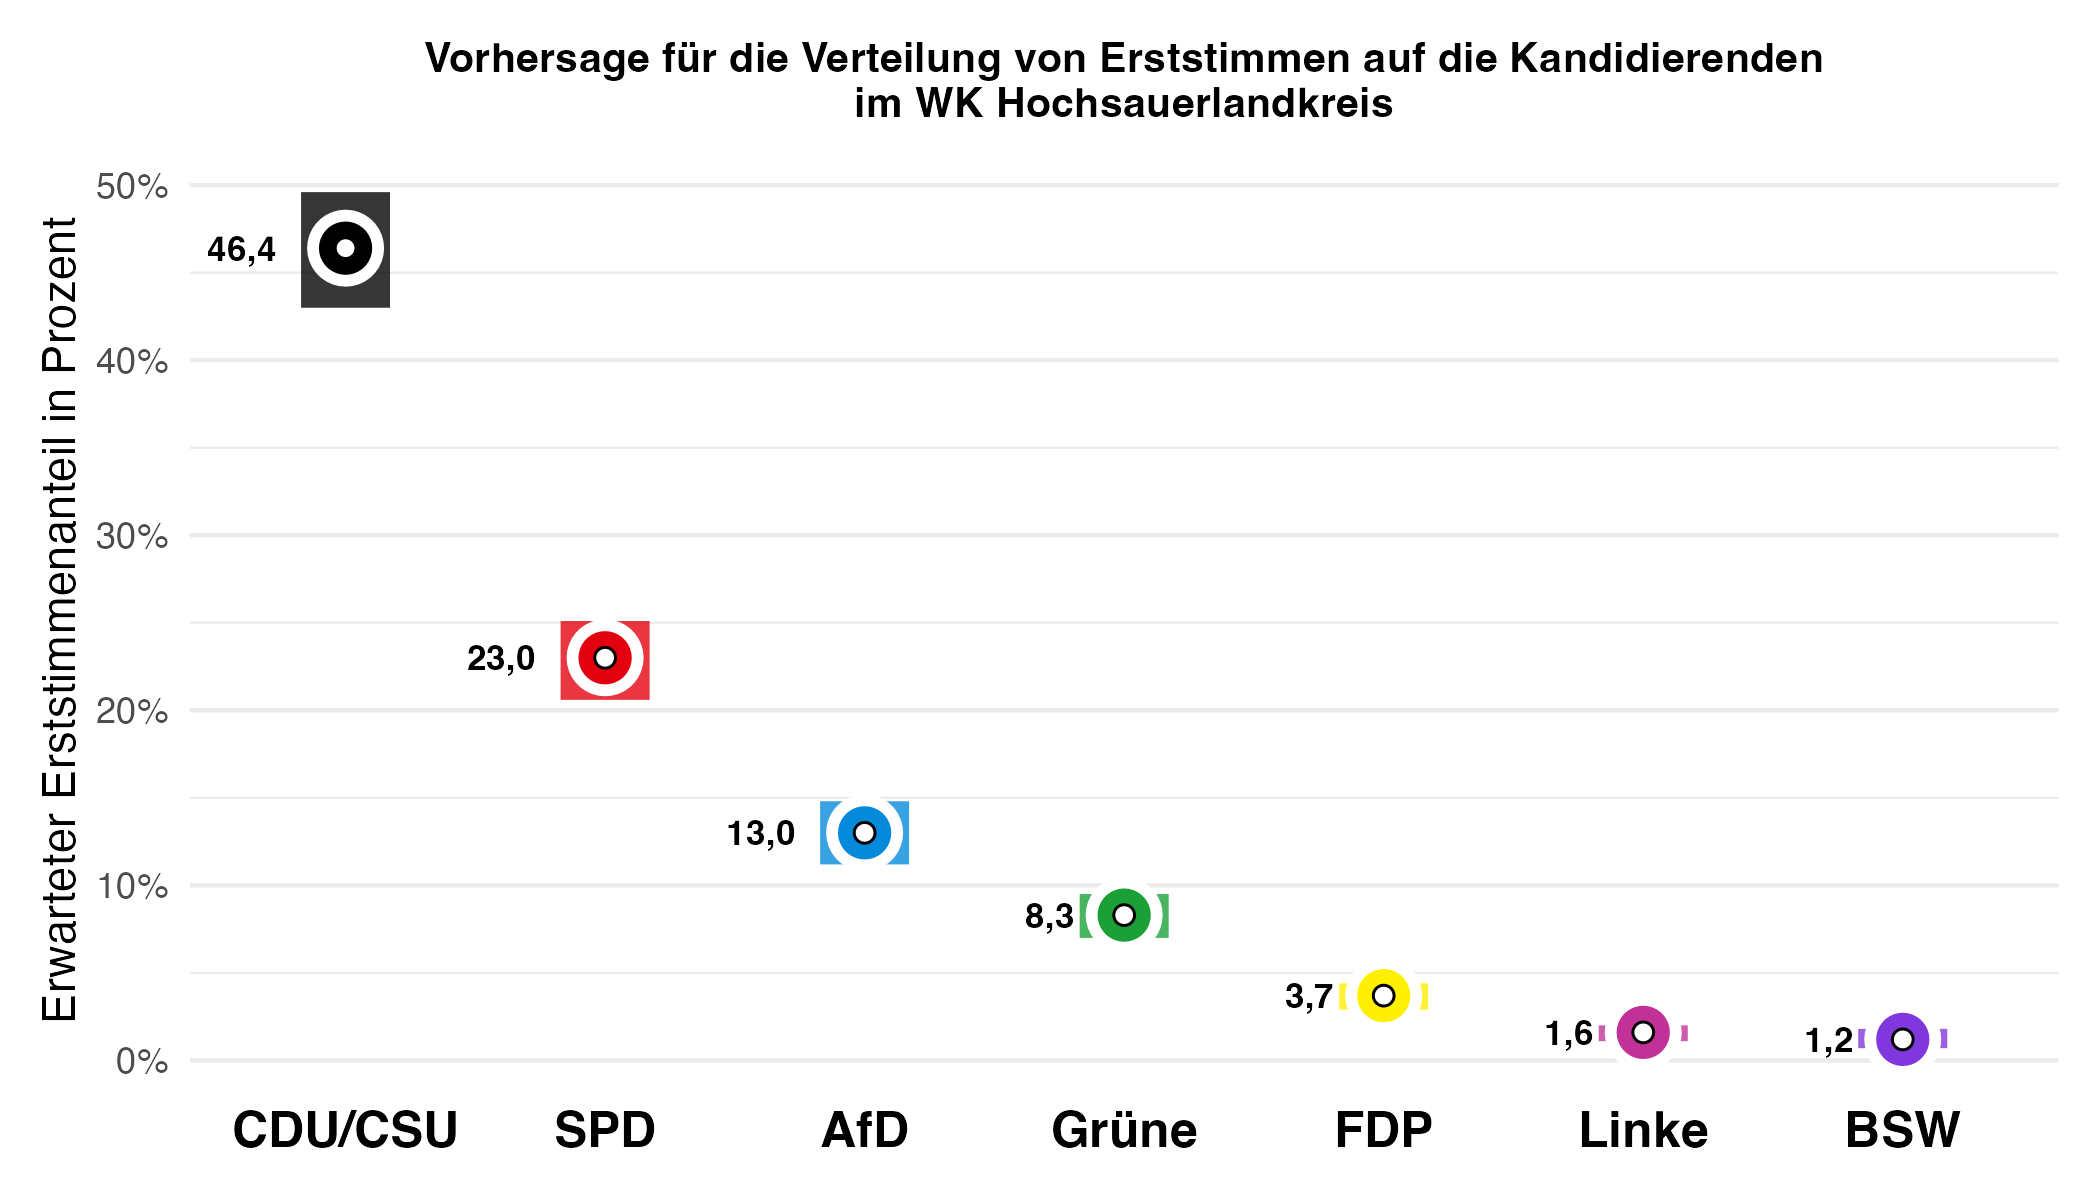 Vorhersage für die Verteilung von Erststimmen auf die Kandidierenden
im WK Hochsauerlandkreis
Erwarteter Erststimmenanteil in Prozent
50%
40%
30%
20%
10%
0%
46,4
23,0
13,0
8,3
3,7
1,6
1,2
CDU/CSU
SPD
AfD
Grüne
FDP
Linke
BSW